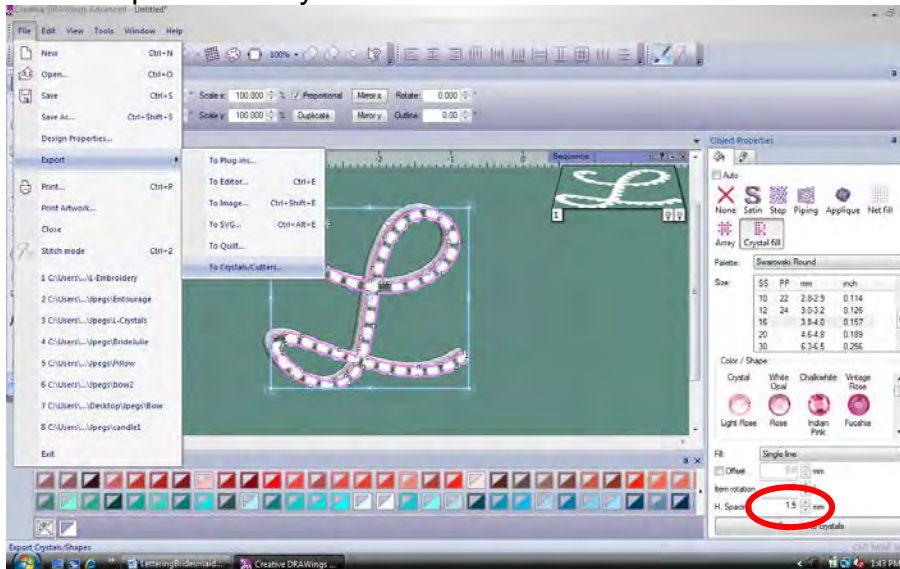 Creative DRAWings Advanced - Untitled*
File Edit View Tools Window Help
New Ctrl+N
100%
Open... Ctrl+O
Save Ctrl+S
Scale x: 100.000 % Proportional Mirror x Rotate: 0.000 °
Save As... Ctrl+Shift+S
Scale y: 100.000 % Duplicate Mirror y Outline: 0.00
Design Properties...
Export
Print... Ctrl+P
Print Artwork...
Close
Stitch mode Ctrl+2
1 C:\Users\...\L-Embroidery
2 C:\Users\...\Jpegs\Entourage
3 C:\Users\...\Jpegs\L-Crystals
4 C:\Users\...\Jpegs\BrideJulie
5 C:\Users\...\Jpegs\Pillow
6 C:\Users\...\Jpegs\bow2
7 C:\Users\...\Desktop\Jpegs\Bow
8 C:\Users\...\Jpegs\candle1
Exit
To Plug ins...
To Editor... Ctrl+E
To Image... Ctrl+Shift+E
To SVG... Ctrl+Alt+E
To Quilt...
To Crystals/Cutters...
-2 -1 0
Sequence
1
Object Properties
Auto
None Satin Step Piping Applique Net fill
Array Crystal fill
Palette: Swarovski Round
Size: SS PP mm inch
10 22 2.8-2.9 0.114
12 24 3.0-3.2 0.126
16 3.8-4.0 0.157
20 4.6-4.8 0.189
30 6.3-6.5 0.256
Color / Shape:
Crystal White Opal Chalkwhite Vintage Rose
Light Rose Rose Indian Pink Fucshia
Fill: Single line
Offset 0.0 mm
Item rotation
H. Spacing 1.5 mm
crystals
Export Crystals/Shapes
LetteringBridesmaid... Creative DRAWings ...
1:43 PM